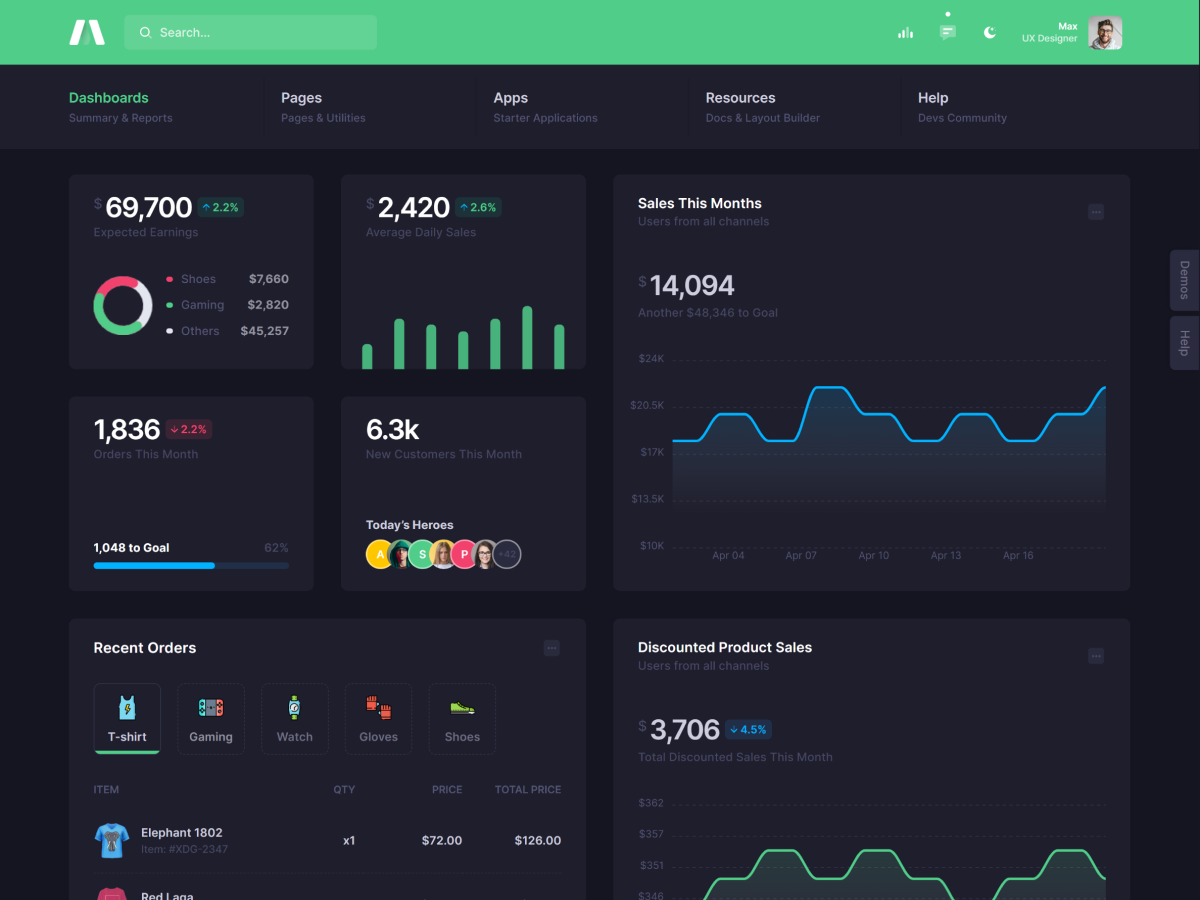 Search...
Max
UX Designer
Dashboards
Summary & Reports
Pages
Pages & Utilities
Apps
Starter Applications
Resources
Docs & Layout Builder
Help
Devs Community
$ 69,700 2.2%
Expected Earnings
Shoes $7,660
Gaming $2,820
Others $45,257
$ 2,420 2.6%
Average Daily Sales
Sales This Months
Users from all channels
$ 14,094
Another $48,346 to Goal
$24K
$20.5K
$17K
$13.5K
$10K
Apr 04 Apr 07 Apr 10 Apr 13 Apr 16
Demos
Help
1,836 2.2%
Orders This Month
1,048 to Goal 62%
6.3k
New Customers This Month
Today's Heroes
A S P +42
Recent Orders
T-shirt Gaming Watch Gloves Shoes
ITEM QTY PRICE TOTAL PRICE
Elephant 1802 x1 $72.00 $126.00
Item: #XDG-2347
Red Laga
Discounted Product Sales
Users from all channels
$ 3,706 4.5%
Total Discounted Sales This Month
$362
$357
$351
$346